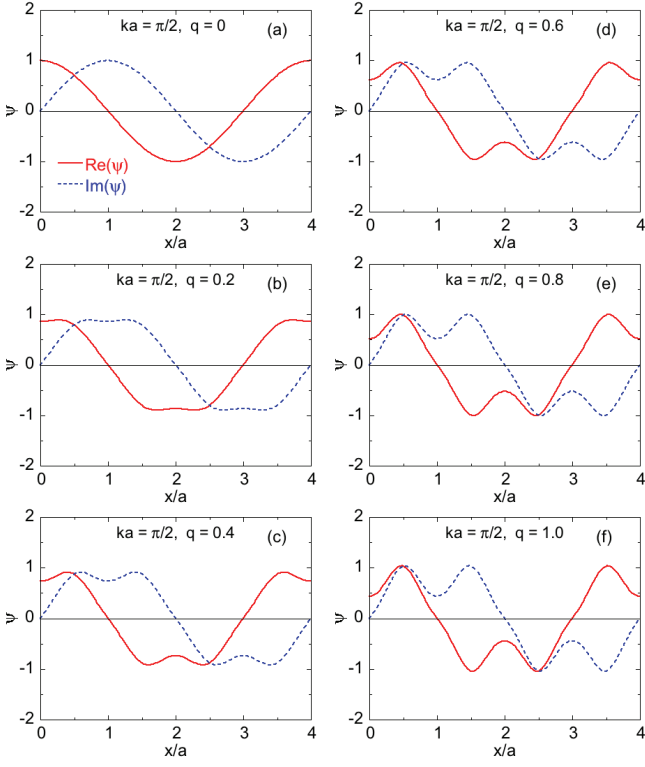 ka = π/2, q = 0 (a)
2
1
0
-1
-2
ψ
Re(ψ)
Im(ψ)
0 1 2 3 4
x/a
ka = π/2, q = 0.2 (b)
2
1
0
-1
-2
ψ
0 1 2 3 4
x/a
ka = π/2, q = 0.4 (c)
2
1
0
-1
-2
ψ
0 1 2 3 4
x/a
ka = π/2, q = 0.6 (d)
2
1
0
-1
-2
ψ
0 1 2 3 4
x/a
ka = π/2, q = 0.8 (e)
2
1
0
-1
-2
ψ
0 1 2 3 4
x/a
ka = π/2, q = 1.0 (f)
2
1
0
-1
-2
ψ
0 1 2 3 4
x/a